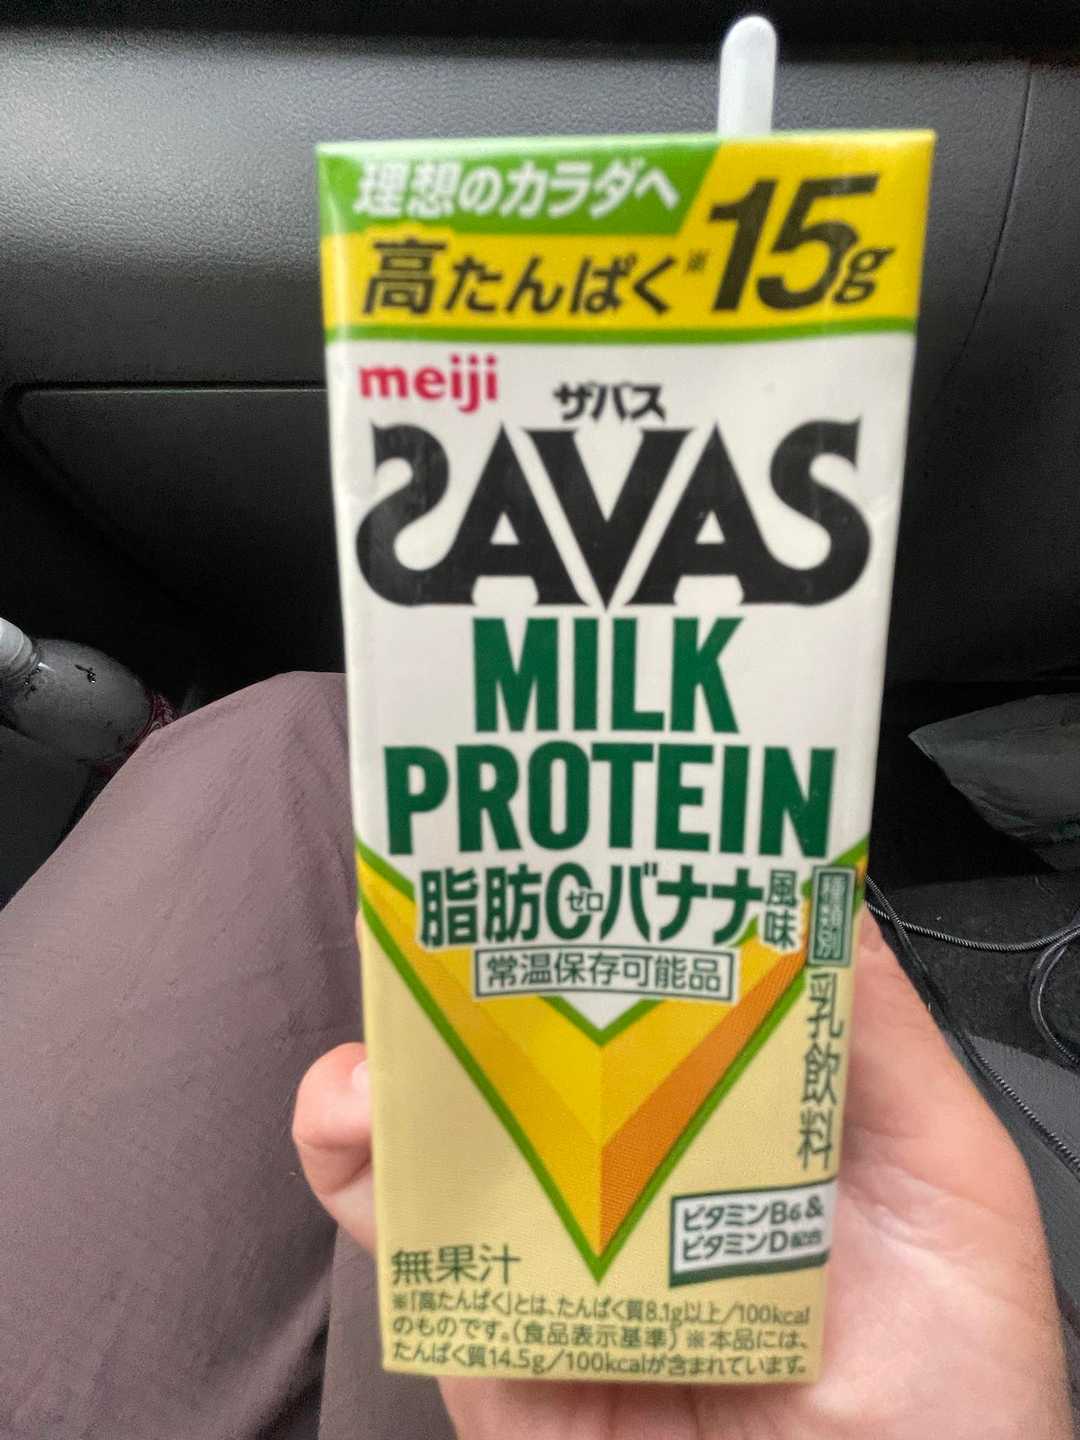 理想のカラダへ
高たんぱく※15g
meiji
ザバス
SAVAS
MILK
PROTEIN
脂肪0ゼロバナナ風味
常温保存可能品
種類別
乳飲料
ビタミンB6&
ビタミンD配合
無果汁
※「高たんぱく」とは、たんぱく質8.1g以上/100kcal
のものです。(食品表示基準) ※本品には、
たんぱく質14.5g/100kcalが含まれています。